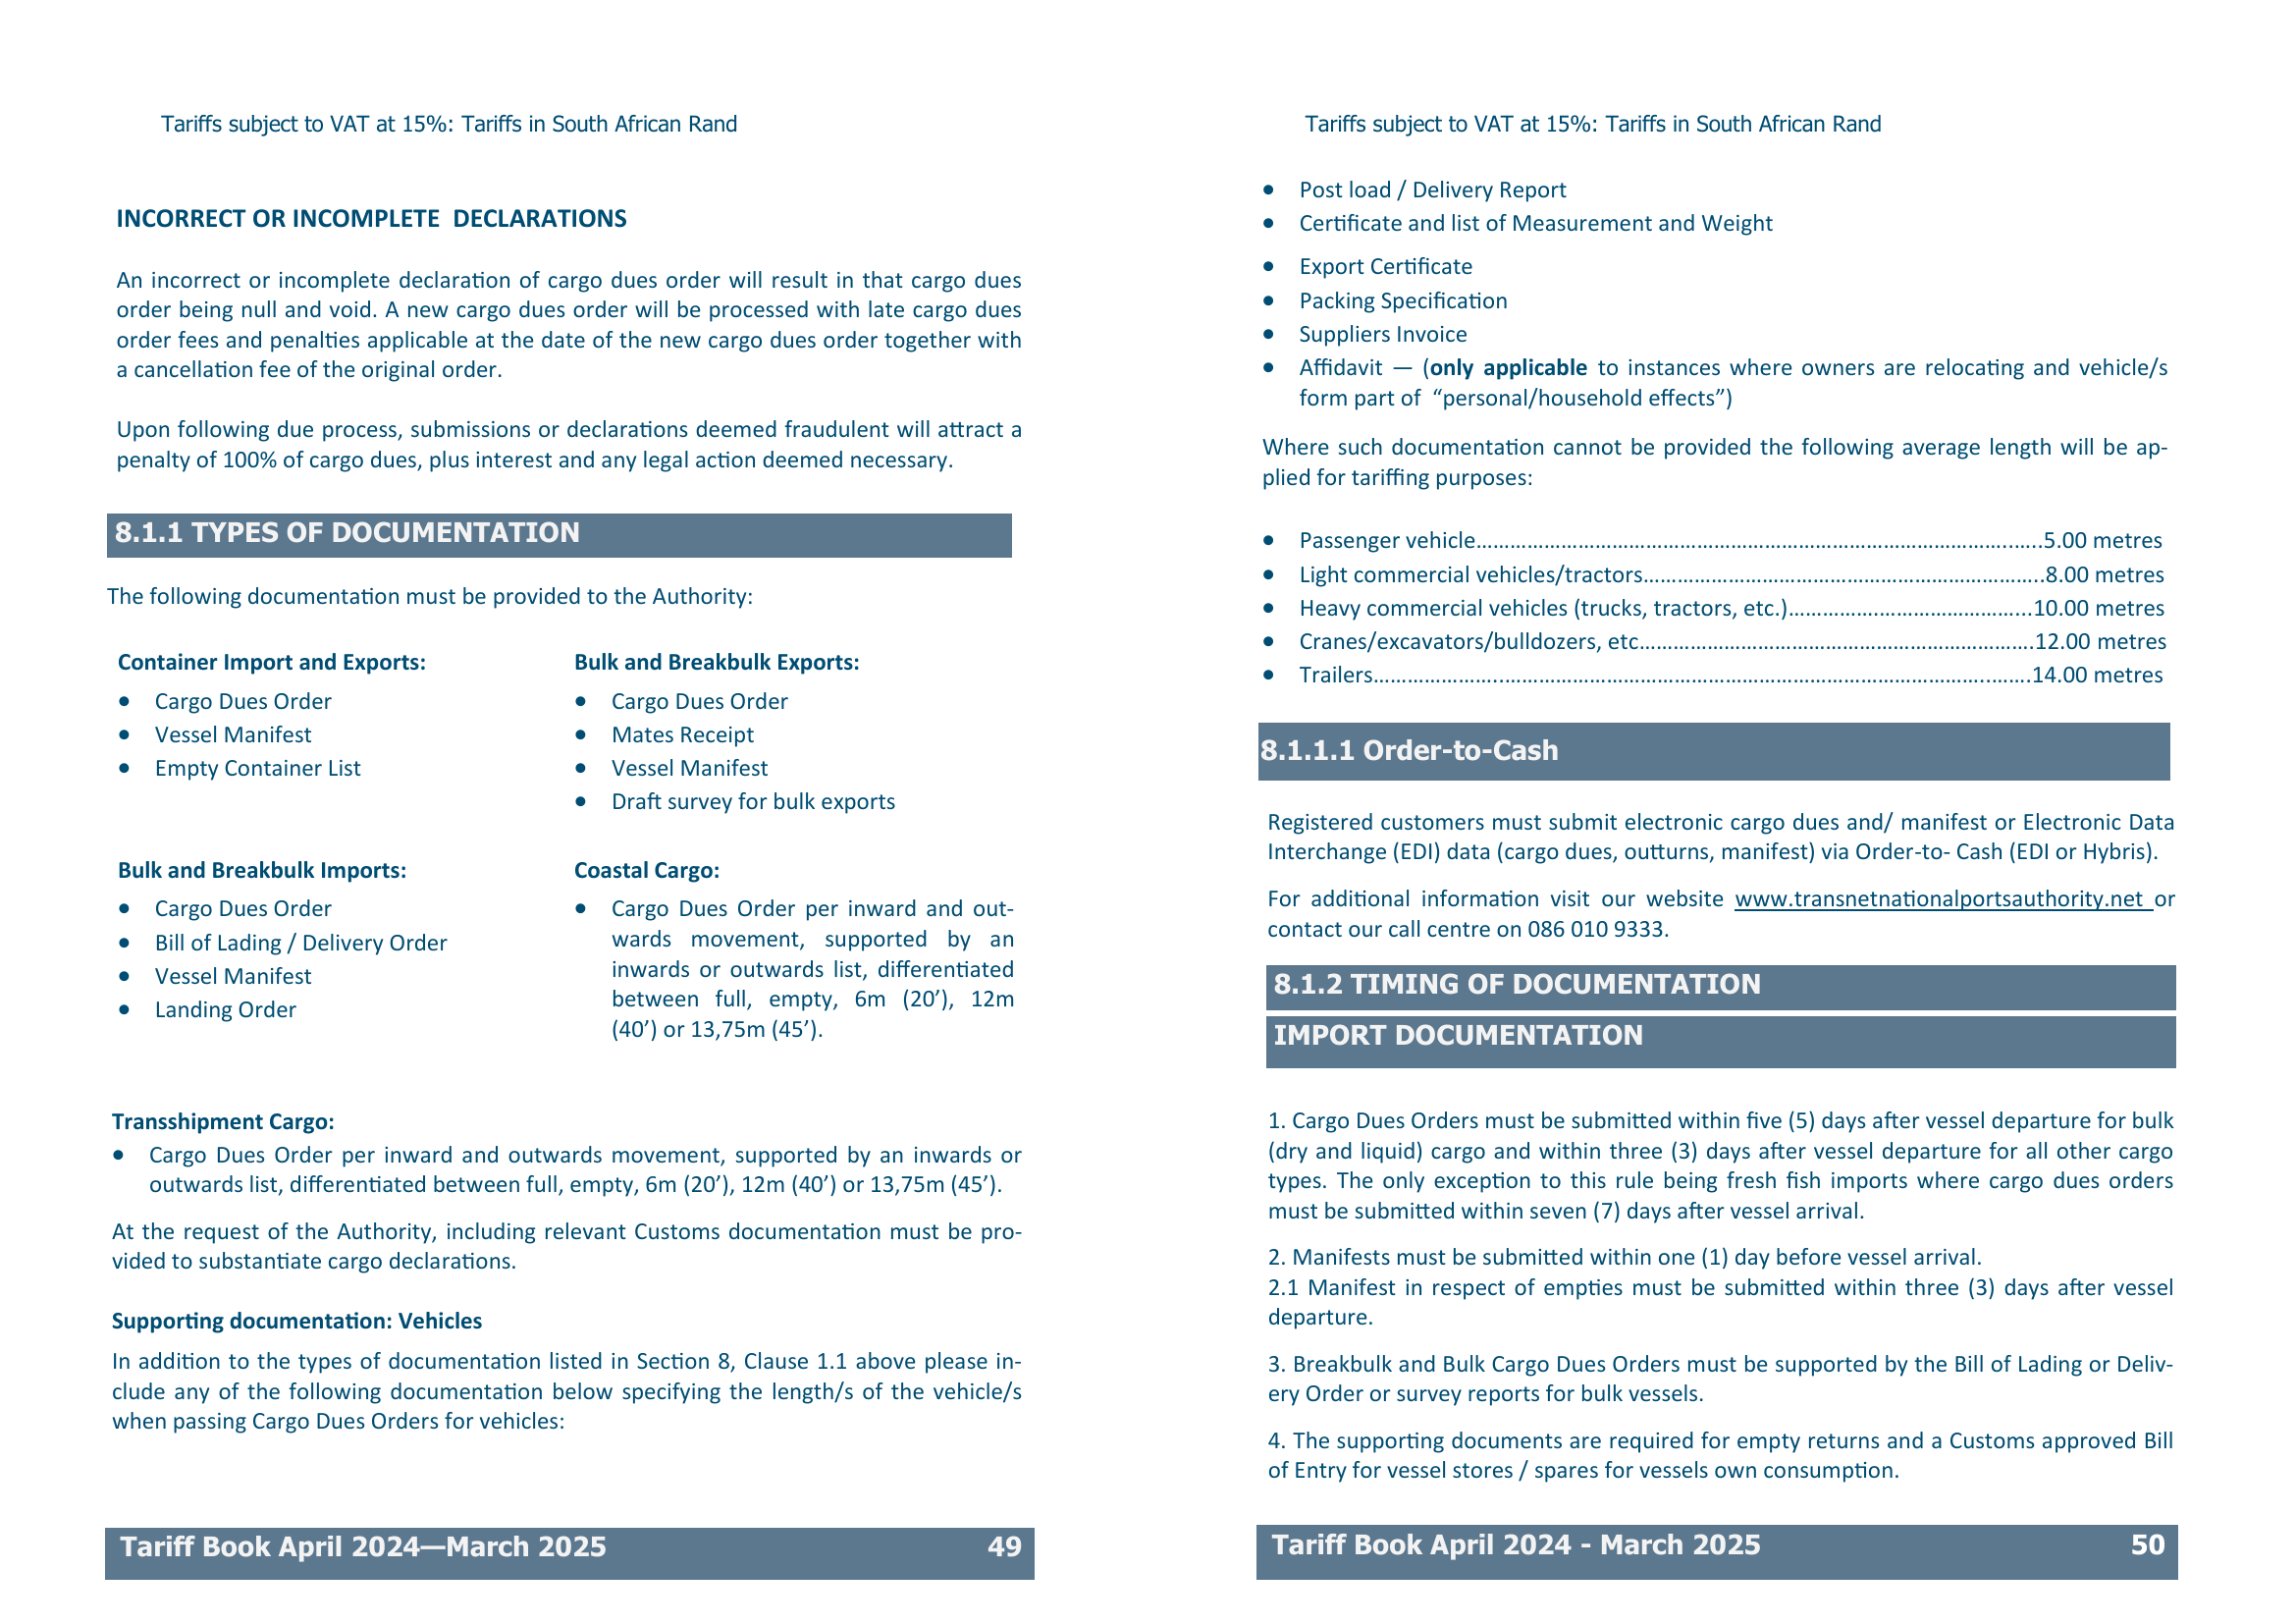 Tariffs subject to VAT at 15%: Tariffs in South African Rand
INCORRECT OR INCOMPLETE  DECLARATIONS
An incorrect or incomplete declaration of cargo dues order will result in that cargo dues
order being null and void. A new cargo dues order will be processed with late cargo dues
order fees and penalties applicable at the date of the new cargo dues order together with
a cancellation fee of the original order.
Upon following due process, submissions or declarations deemed fraudulent will attract a
penalty of 100% of cargo dues, plus interest and any legal action deemed necessary.
8.1.1 TYPES OF DOCUMENTATION
The following documentation must be provided to the Authority:
Container Import and Exports:
• Cargo Dues Order
• Vessel Manifest
• Empty Container List
Bulk and Breakbulk Exports:
• Cargo Dues Order
• Mates Receipt
• Vessel Manifest
• Draft survey for bulk exports
Bulk and Breakbulk Imports:
• Cargo Dues Order
• Bill of Lading / Delivery Order
• Vessel Manifest
• Landing Order
Coastal Cargo:
• Cargo Dues Order per inward and out-
wards movement, supported by an
inwards or outwards list, differentiated
between full, empty, 6m (20’), 12m
(40’) or 13,75m (45’).
Transshipment Cargo:
• Cargo Dues Order per inward and outwards movement, supported by an inwards or
outwards list, differentiated between full, empty, 6m (20’), 12m (40’) or 13,75m (45’).
At the request of the Authority, including relevant Customs documentation must be pro-
vided to substantiate cargo declarations.
Supporting documentation: Vehicles
In addition to the types of documentation listed in Section 8, Clause 1.1 above please in-
clude any of the following documentation below specifying the length/s of the vehicle/s
when passing Cargo Dues Orders for vehicles:
Tariff Book April 2024—March 2025 49
Tariffs subject to VAT at 15%: Tariffs in South African Rand
• Post load / Delivery Report
• Certificate and list of Measurement and Weight
• Export Certificate
• Packing Specification
• Suppliers Invoice
• Affidavit — (only applicable to instances where owners are relocating and vehicle/s
form part of  “personal/household effects”)
Where such documentation cannot be provided the following average length will be ap-
plied for tariffing purposes:
• Passenger vehicle……………………………………………………………………5.00 metres
• Light commercial vehicles/tractors……………………………………………..8.00 metres
• Heavy commercial vehicles (trucks, tractors, etc.)……………………………10.00 metres
• Cranes/excavators/bulldozers, etc…………………………………………….12.00 metres
• Trailers……………………………………………………………………………14.00 metres
8.1.1.1 Order-to-Cash
Registered customers must submit electronic cargo dues and/ manifest or Electronic Data
Interchange (EDI) data (cargo dues, outturns, manifest) via Order-to- Cash (EDI or Hybris).
For additional information visit our website www.transnetnationalportsauthority.net or
contact our call centre on 086 010 9333.
8.1.2 TIMING OF DOCUMENTATION
IMPORT DOCUMENTATION
1. Cargo Dues Orders must be submitted within five (5) days after vessel departure for bulk
(dry and liquid) cargo and within three (3) days after vessel departure for all other cargo
types. The only exception to this rule being fresh fish imports where cargo dues orders
must be submitted within seven (7) days after vessel arrival.
2. Manifests must be submitted within one (1) day before vessel arrival.
2.1 Manifest in respect of empties must be submitted within three (3) days after vessel
departure.
3. Breakbulk and Bulk Cargo Dues Orders must be supported by the Bill of Lading or Deliv-
ery Order or survey reports for bulk vessels.
4. The supporting documents are required for empty returns and a Customs approved Bill
of Entry for vessel stores / spares for vessels own consumption.
Tariff Book April 2024 - March 2025 50